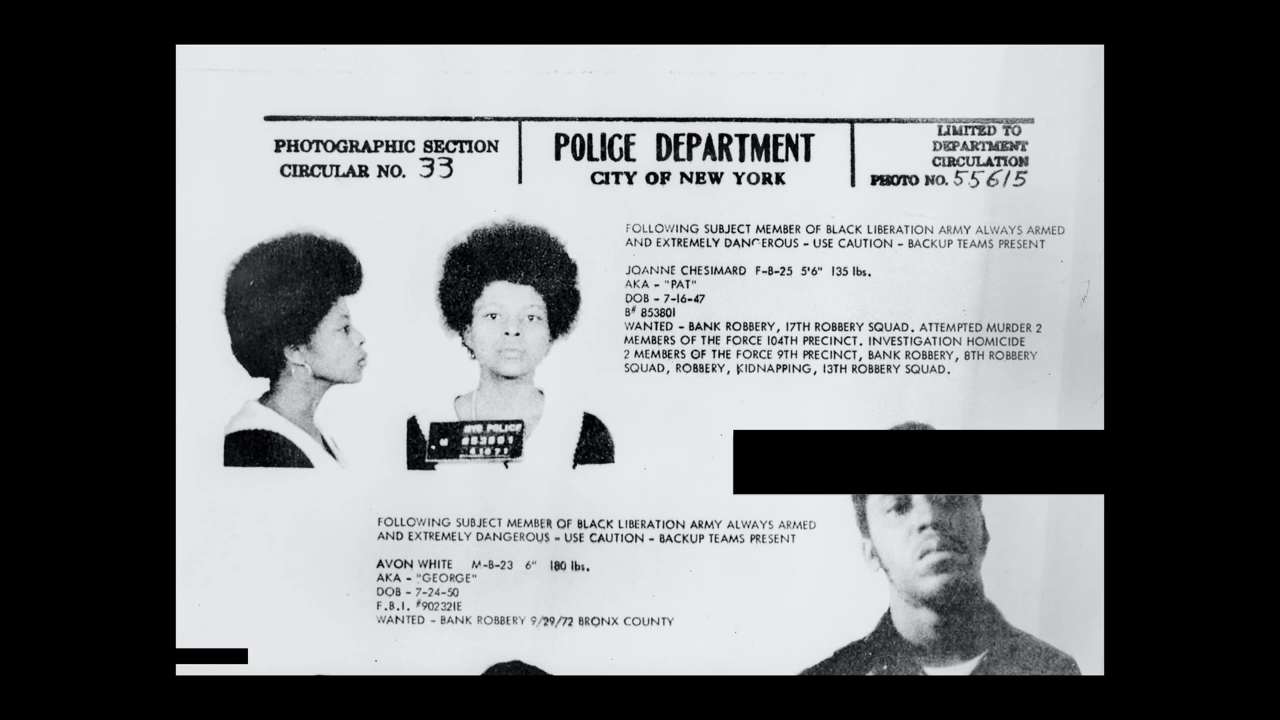 PHOTOGRAPHIC SECTION
CIRCULAR NO. 33
POLICE DEPARTMENT
CITY OF NEW YORK
LIMITED TO
DEPARTMENT
CIRCULATION
PHOTO NO. 55615
FOLLOWING SUBJECT MEMBER OF BLACK LIBERATION ARMY ALWAYS ARMED
AND EXTREMELY DANGEROUS - USE CAUTION - BACKUP TEAMS PRESENT
JOANNE CHESIMARD F-B-25 5'6" 135 lbs.
AKA - "PAT"
DOB - 7-16-47
B# 853801
WANTED - BANK ROBBERY, 17TH ROBBERY SQUAD. ATTEMPTED MURDER 2
MEMBERS OF THE FORCE 104TH PRECINCT. INVESTIGATION HOMICIDE
2 MEMBERS OF THE FORCE 9TH PRECINCT, BANK ROBBERY, 8TH ROBBERY
SQUAD, ROBBERY, KIDNAPPING, 13TH ROBBERY SQUAD.
NYC POLICE
853801
FOLLOWING SUBJECT MEMBER OF BLACK LIBERATION ARMY ALWAYS ARMED
AND EXTREMELY DANGEROUS - USE CAUTION - BACKUP TEAMS PRESENT
AVON WHITE M-B-23 6" 180 lbs.
AKA - "GEORGE"
DOB - 7-24-50
F.B.I. #902321E
WANTED - BANK ROBBERY 9/29/72 BRONX COUNTY